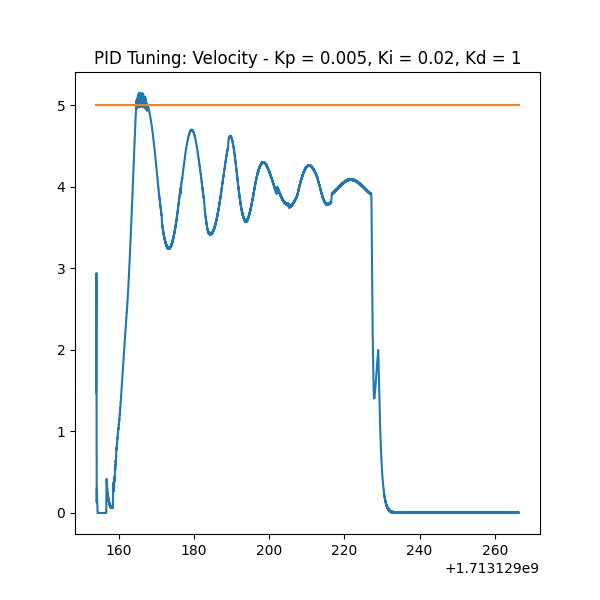 PID Tuning: Velocity - Kp = 0.005, Ki = 0.02, Kd = 1
5
4
3
2
1
0
160 180 200 220 240 260
+1.713129e9